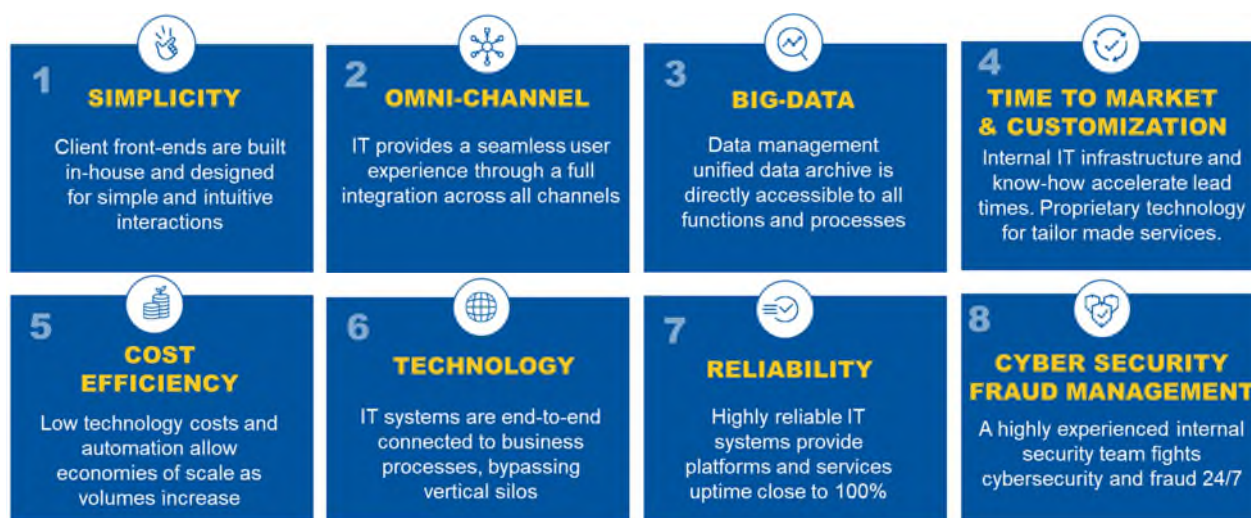 1
SIMPLICITY
Client front-ends are built
in-house and designed
for simple and intuitive
interactions
2
OMNI-CHANNEL
IT provides a seamless user
experience through a full
integration across all channels
3
BIG-DATA
Data management
unified data archive is
directly accessible to all
functions and processes
4
TIME TO MARKET
& CUSTOMIZATION
Internal IT infrastructure and
know-how accelerate lead
times. Proprietary technology
for tailor made services.
5
COST
EFFICIENCY
Low technology costs and
automation allow
economies of scale as
volumes increase
6
TECHNOLOGY
IT systems are end-to-end
connected to business
processes, bypassing
vertical silos
7
RELIABILITY
Highly reliable IT
systems provide
platforms and services
uptime close to 100%
8
CYBER SECURITY
FRAUD MANAGEMENT
A highly experienced internal
security team fights
cybersecurity and fraud 24/7